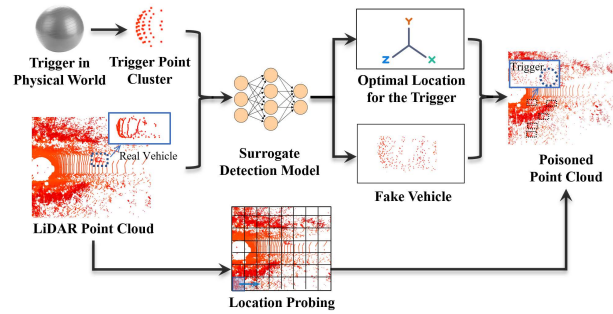 Trigger in
Physical World
Trigger Point
Cluster
Real Vehicle
LiDAR Point Cloud
Surrogate
Detection Model
Y
Z
X
Optimal Location
for the Trigger
Fake Vehicle
Location Probing
Trigger
Poisoned
Point Cloud